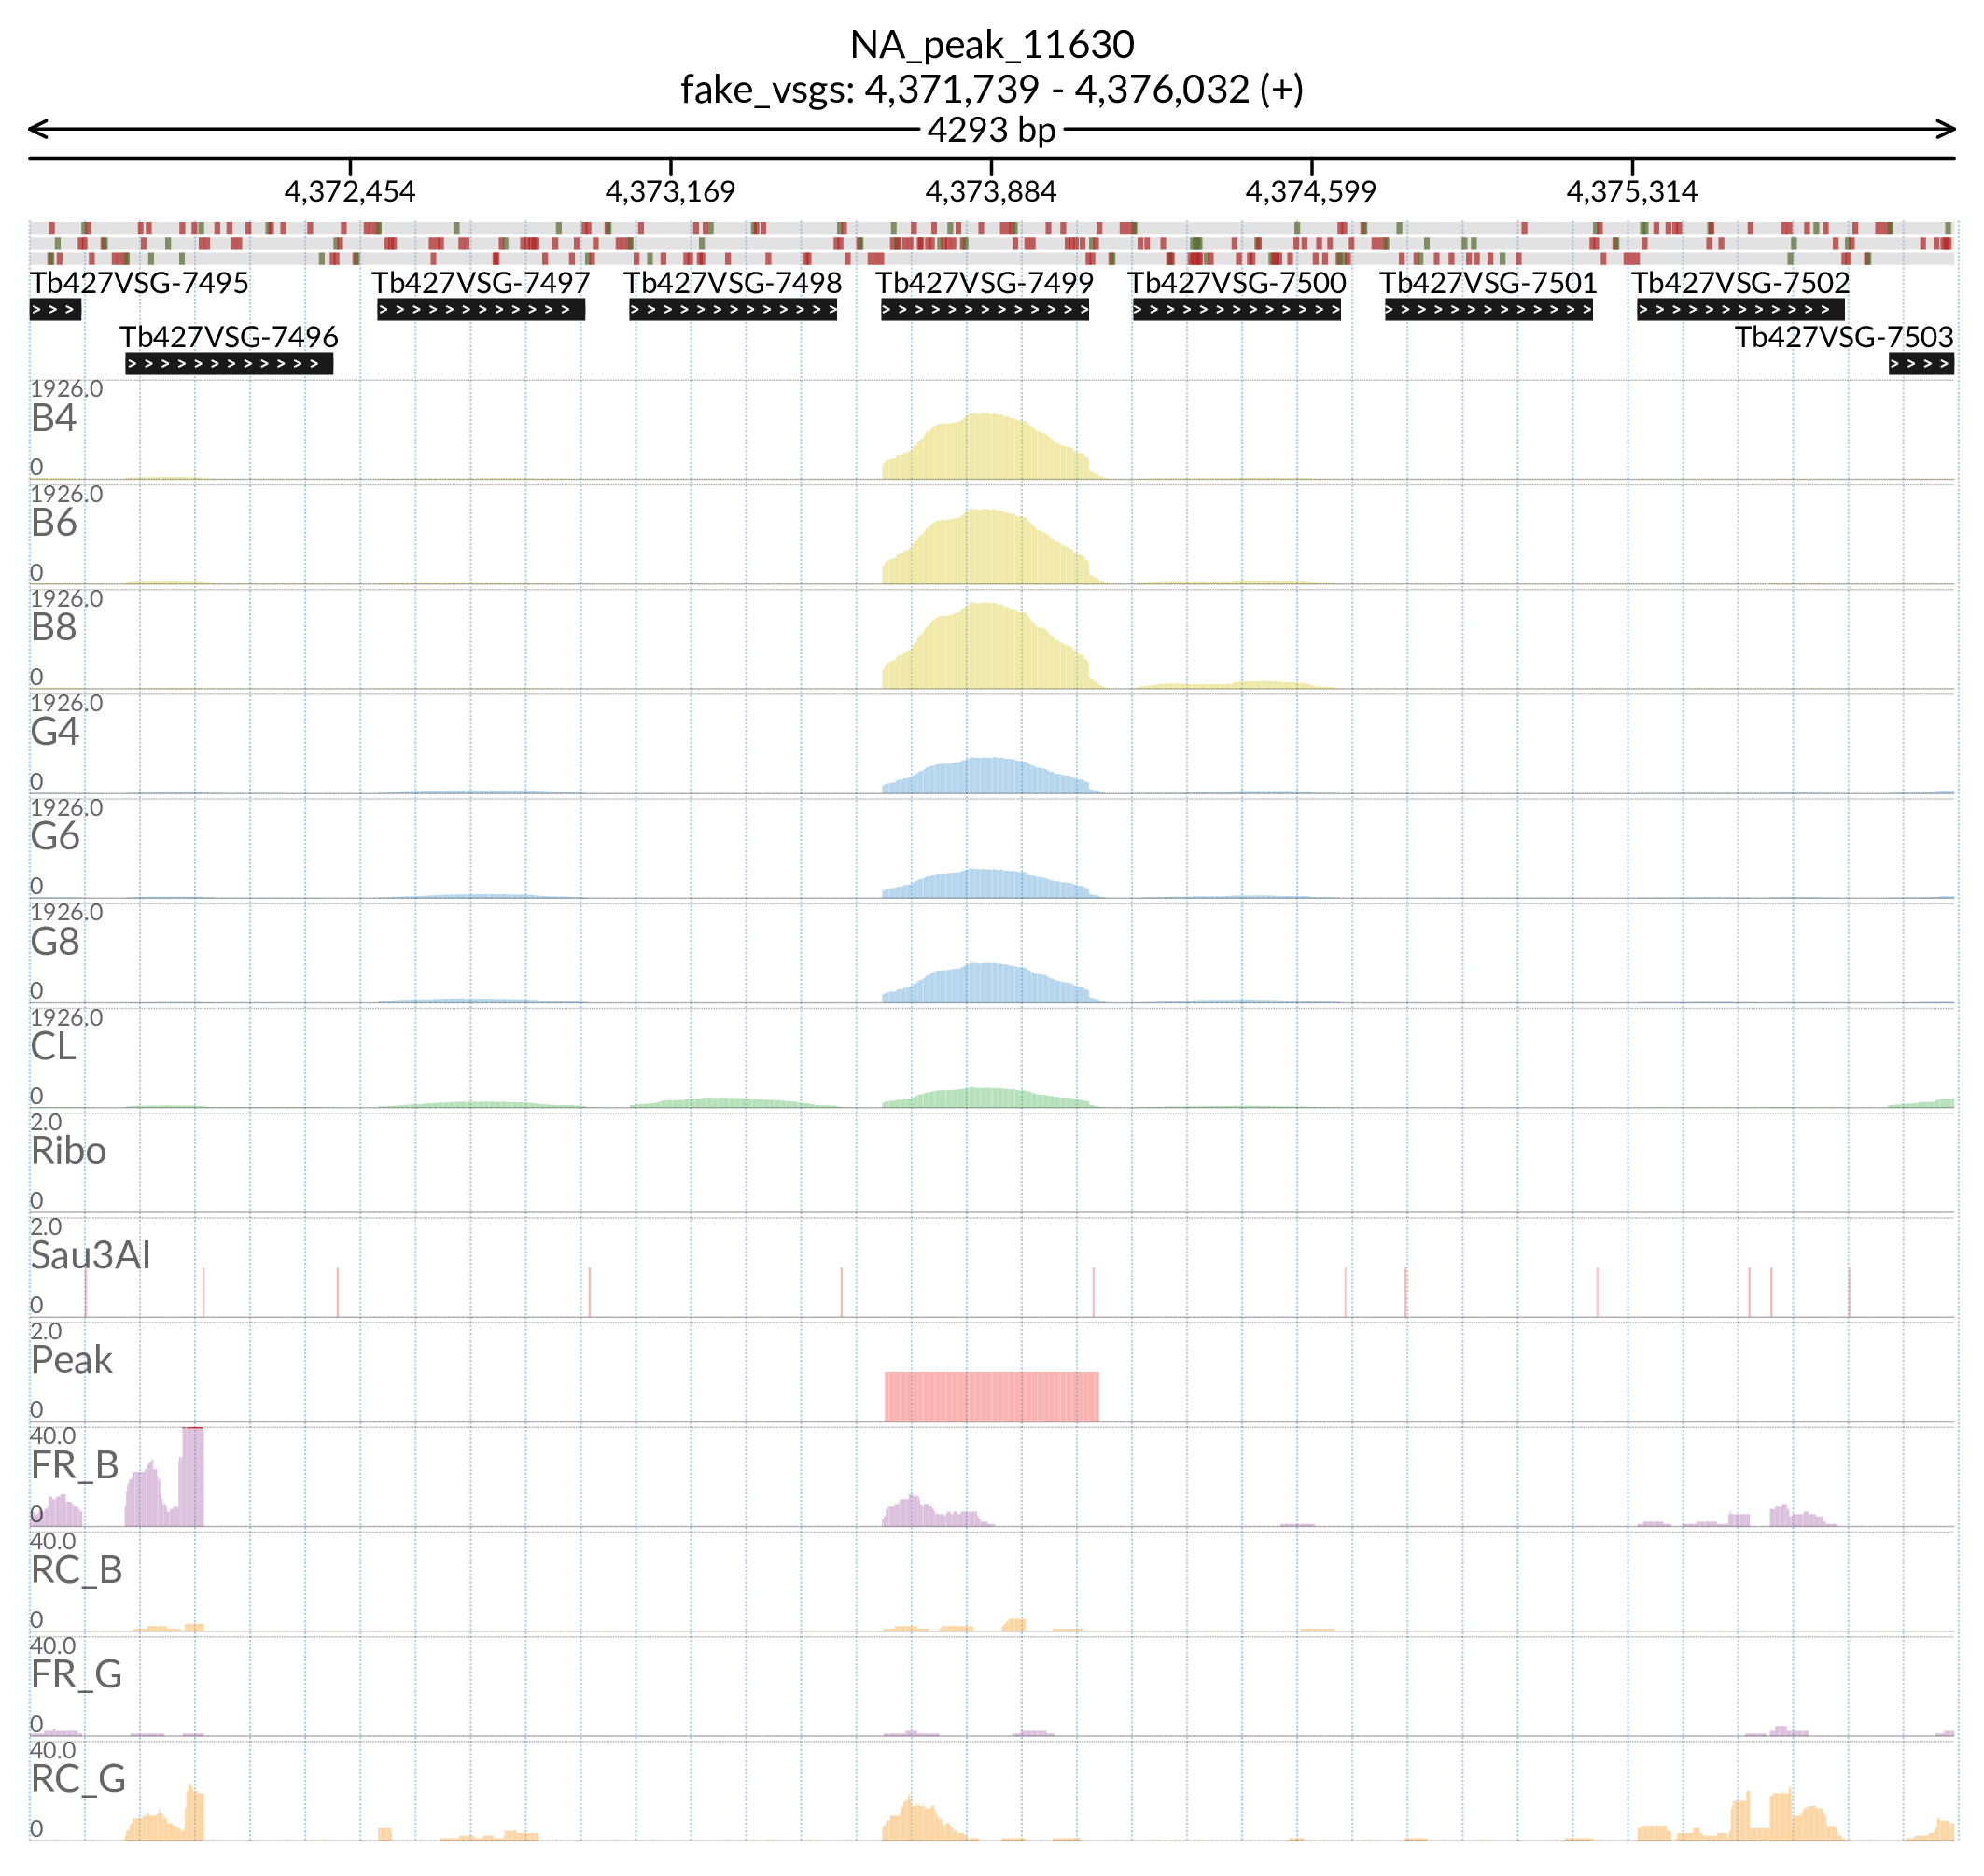 NA_peak_11630
fake_vsgs: 4,371,739 - 4,376,032 (+)
4293 bp
4,372,454 4,373,169 4,373,884 4,374,599 4,375,314
Tb427VSG-7495 Tb427VSG-7497 Tb427VSG-7498 Tb427VSG-7499 Tb427VSG-7500 Tb427VSG-7501 Tb427VSG-7502
Tb427VSG-7496 Tb427VSG-7503
1926.0
B4
0
1926.0
B6
0
1926.0
B8
0
1926.0
G4
0
1926.0
G6
0
1926.0
G8
0
1926.0
CL
0
2.0
Ribo
0
2.0
Sau3AI
0
2.0
Peak
0
40.0
FR_B
0
40.0
RC_B
0
40.0
FR_G
0
40.0
RC_G
0